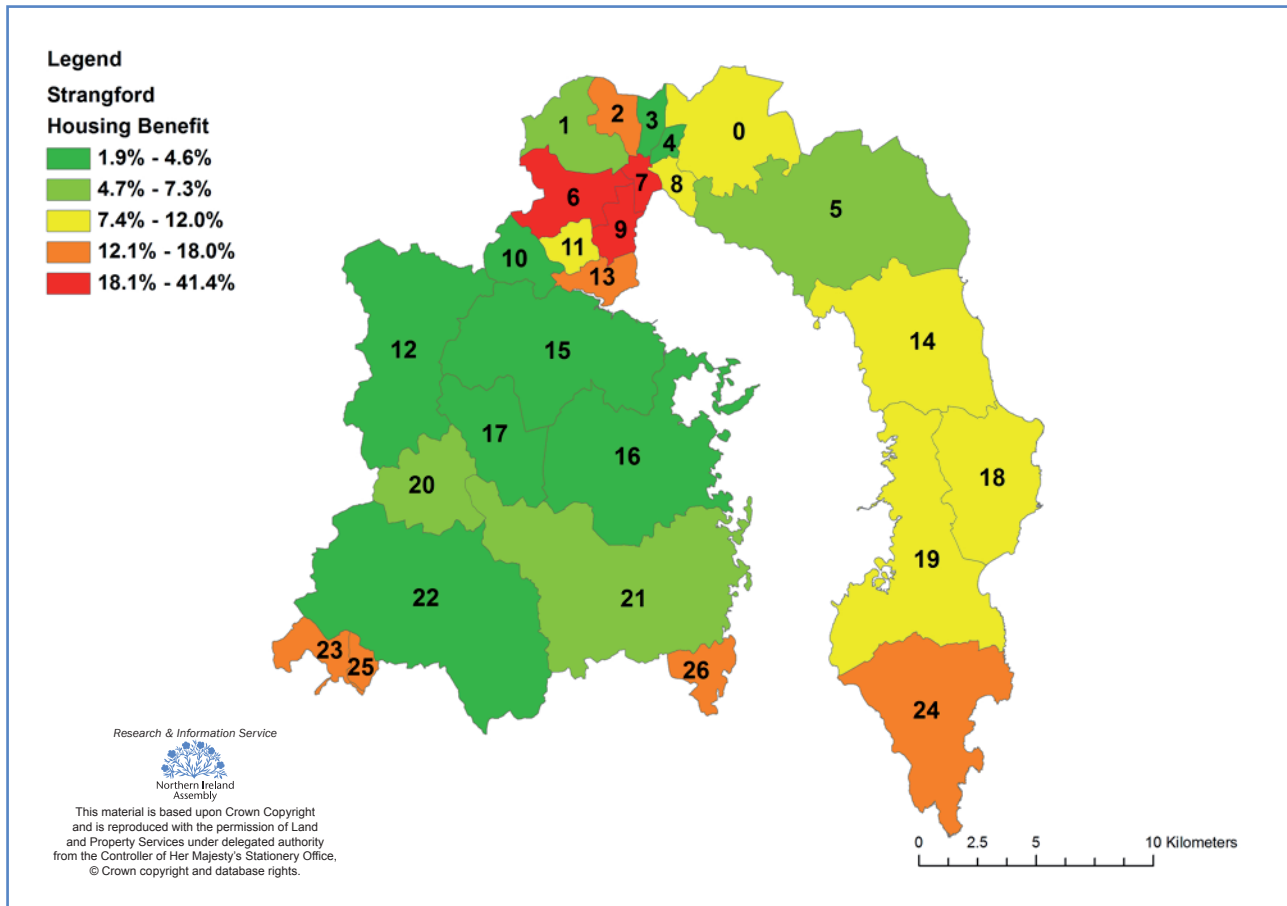 Legend
Strangford
Housing Benefit
1.9% - 4.6%
4.7% - 7.3%
7.4% - 12.0%
12.1% - 18.0%
18.1% - 41.4%
0
1
2
3
4
5
6
7
8
9
10
11
12
13
14
15
16
17
18
19
20
21
22
23
24
25
26
Research & Information Service
Northern Ireland
Assembly
This material is based upon Crown Copyright
and is reproduced with the permission of Land
and Property Services under delegated authority
from the Controller of Her Majesty's Stationery Office,
© Crown copyright and database rights.
0 2.5 5 10 Kilometers